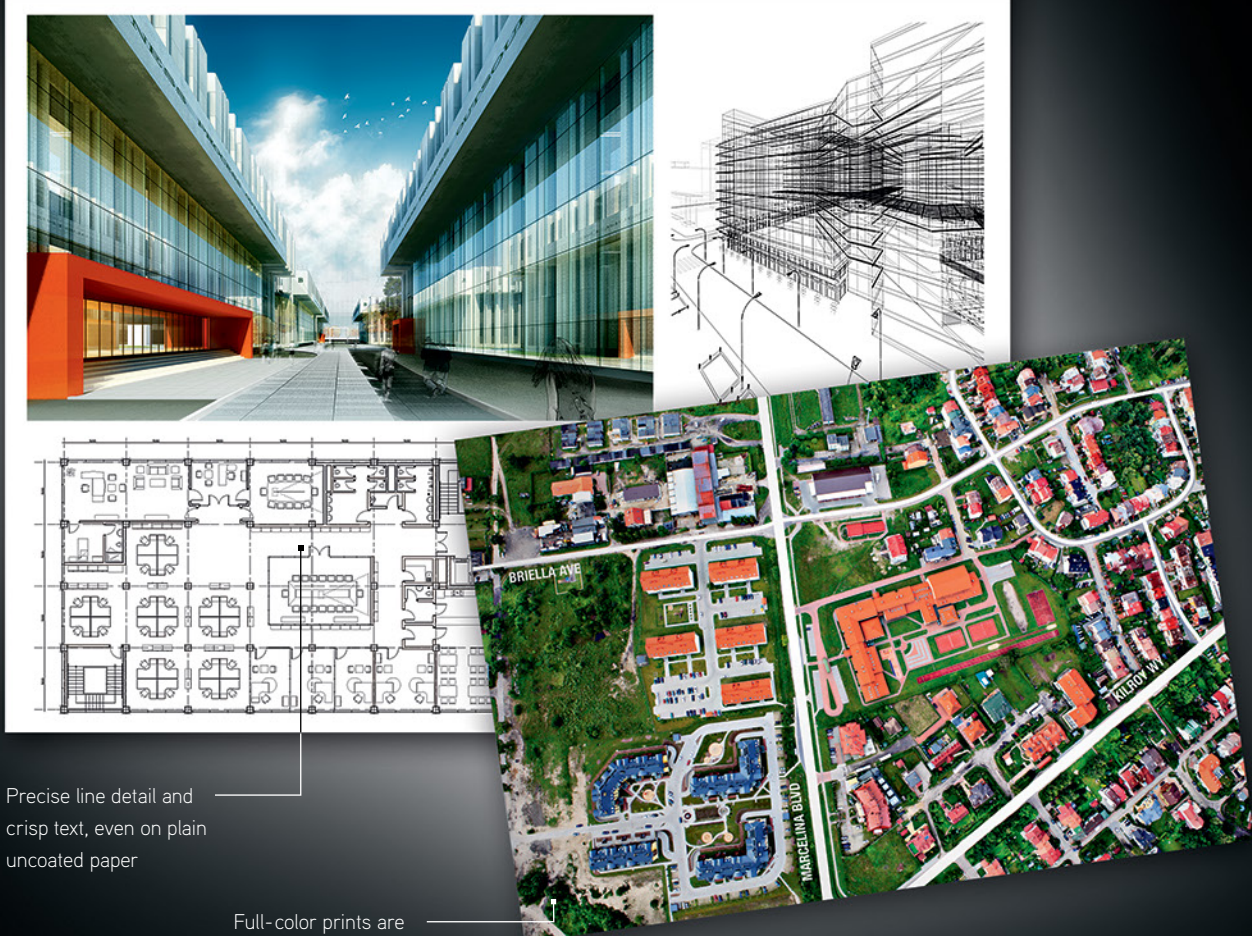 BRIELLA AVE
KILROY WY
MARCELINA BLVD
Precise line detail and
crisp text, even on plain
uncoated paper
Full-color prints are